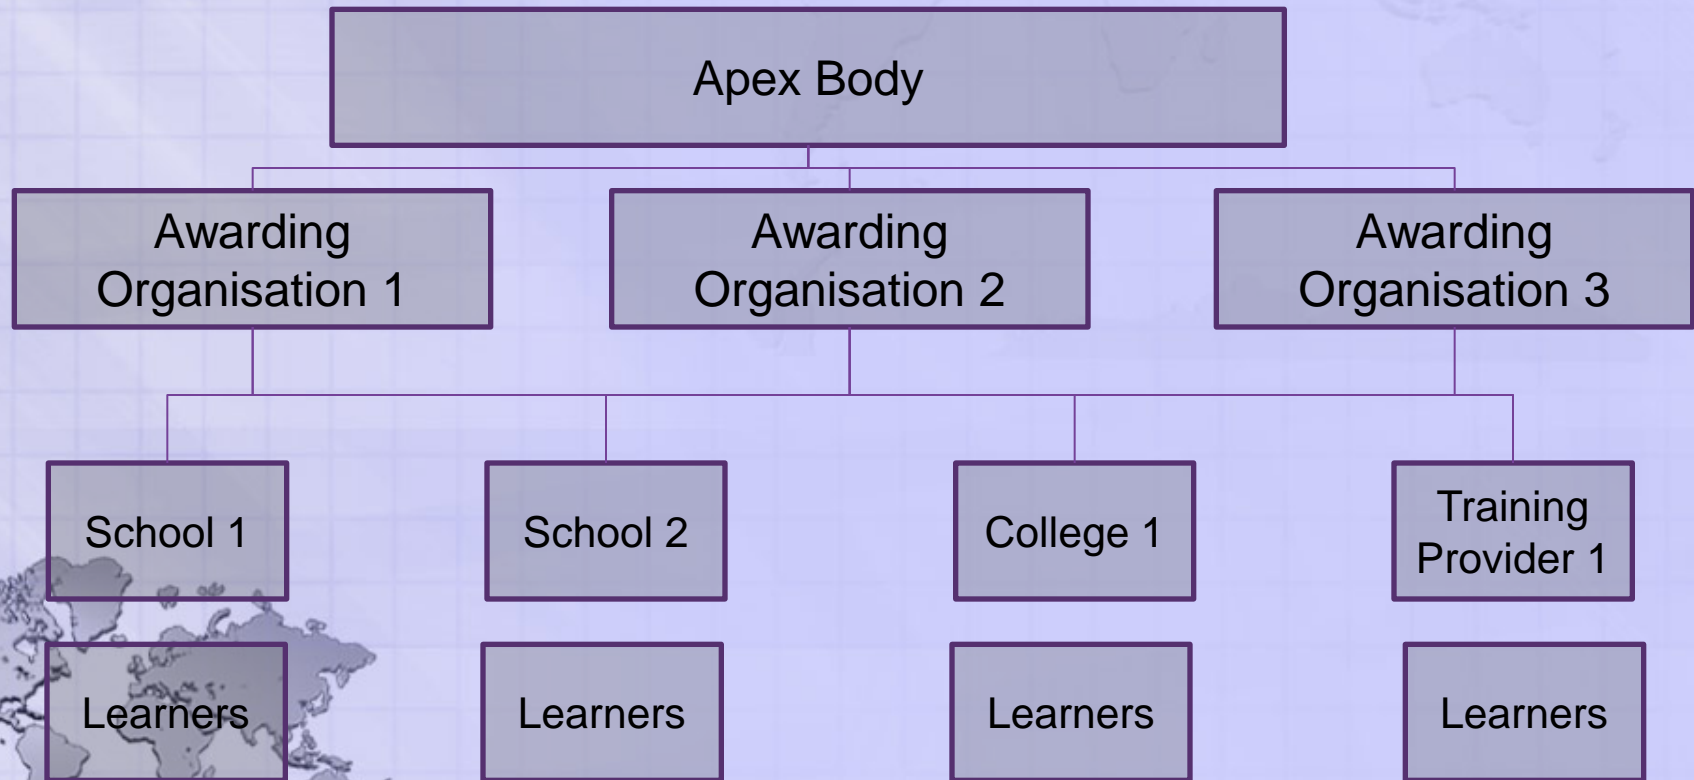 Apex Body
Awarding
Organisation 1
Awarding
Organisation 2
Awarding
Organisation 3
School 1
School 2
College 1
Training
Provider 1
Learners
Learners
Learners
Learners